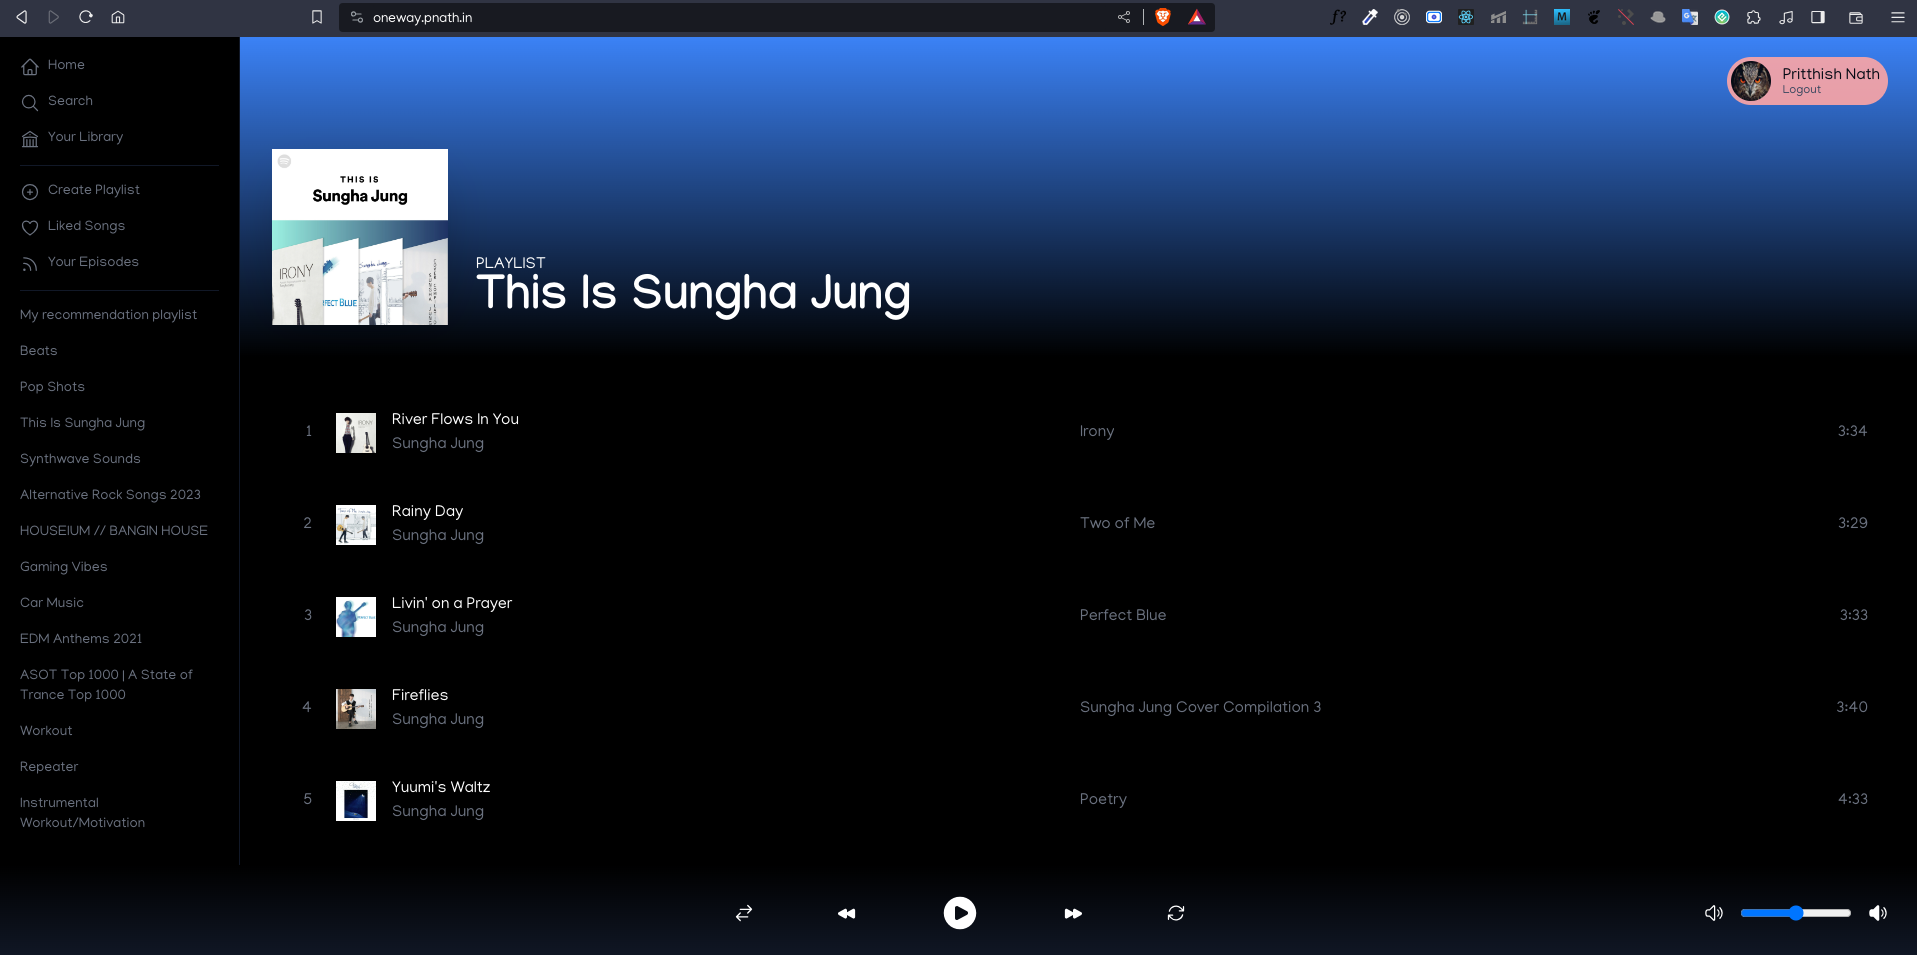 oneway.pnath.in
Home
Search
Your Library
Create Playlist
Liked Songs
Your Episodes
My recommendation playlist
Beats
Pop Shots
This Is Sungha Jung
Synthwave Sounds
Alternative Rock Songs 2023
HOUSEIUM // BANGIN HOUSE
Gaming Vibes
Car Music
EDM Anthems 2021
ASOT Top 1000 | A State of
Trance Top 1000
Workout
Repeater
Instrumental
Workout/Motivation
Pritthish Nath
Logout
THIS IS
Sungha Jung
IRONY
RFECT BLUE
PLAYLIST
This Is Sungha Jung
1 River Flows In You
Sungha Jung
Irony 3:34
2 Rainy Day
Sungha Jung
Two of Me 3:29
3 Livin' on a Prayer
Sungha Jung
Perfect Blue 3:33
4 Fireflies
Sungha Jung
Sungha Jung Cover Compilation 3 3:40
5 Yuumi's Waltz
Sungha Jung
Poetry 4:33